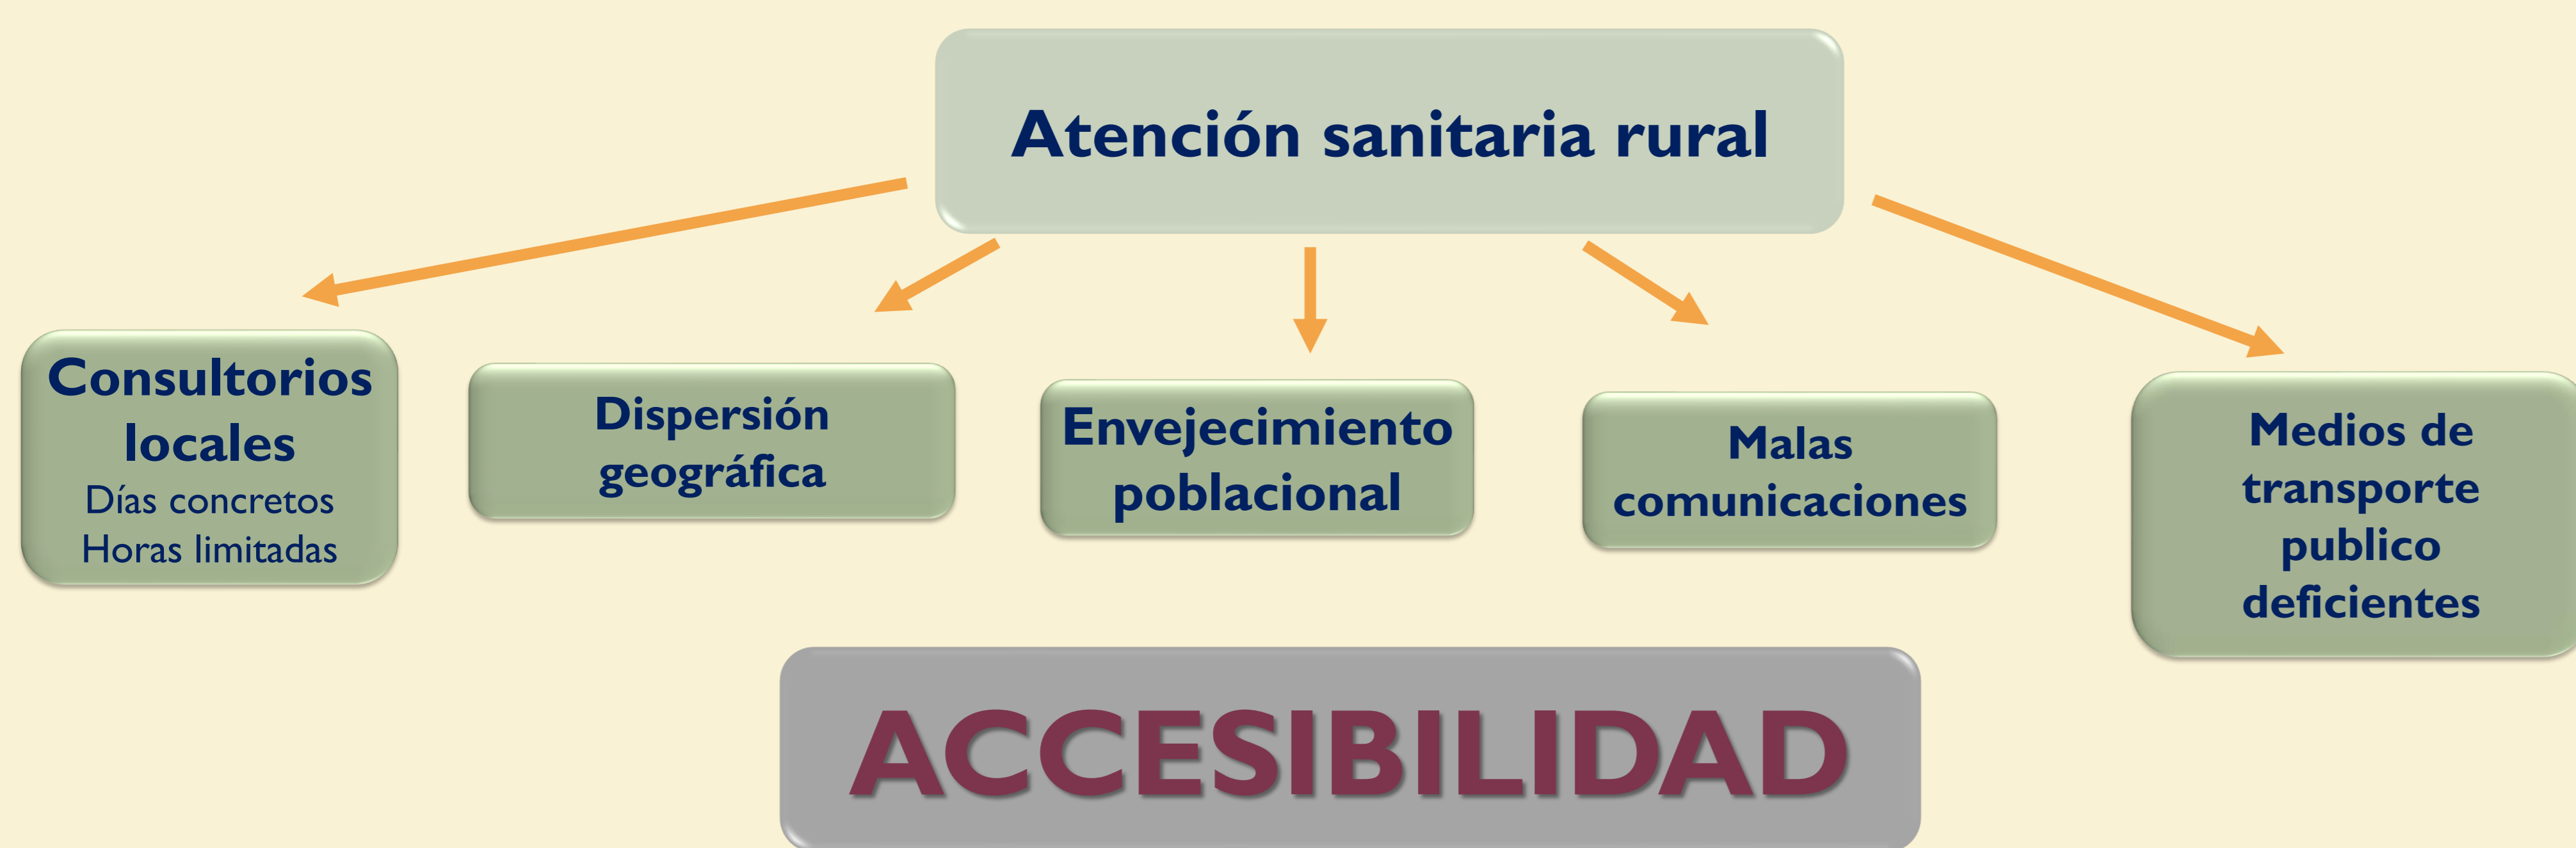 Atención sanitaria rural
Consultorios
locales
Días concretos
Horas limitadas
Dispersión
geográfica
Envejecimiento
poblacional
Malas
comunicaciones
Medios de
transporte
publico
deficientes
ACCESIBILIDAD